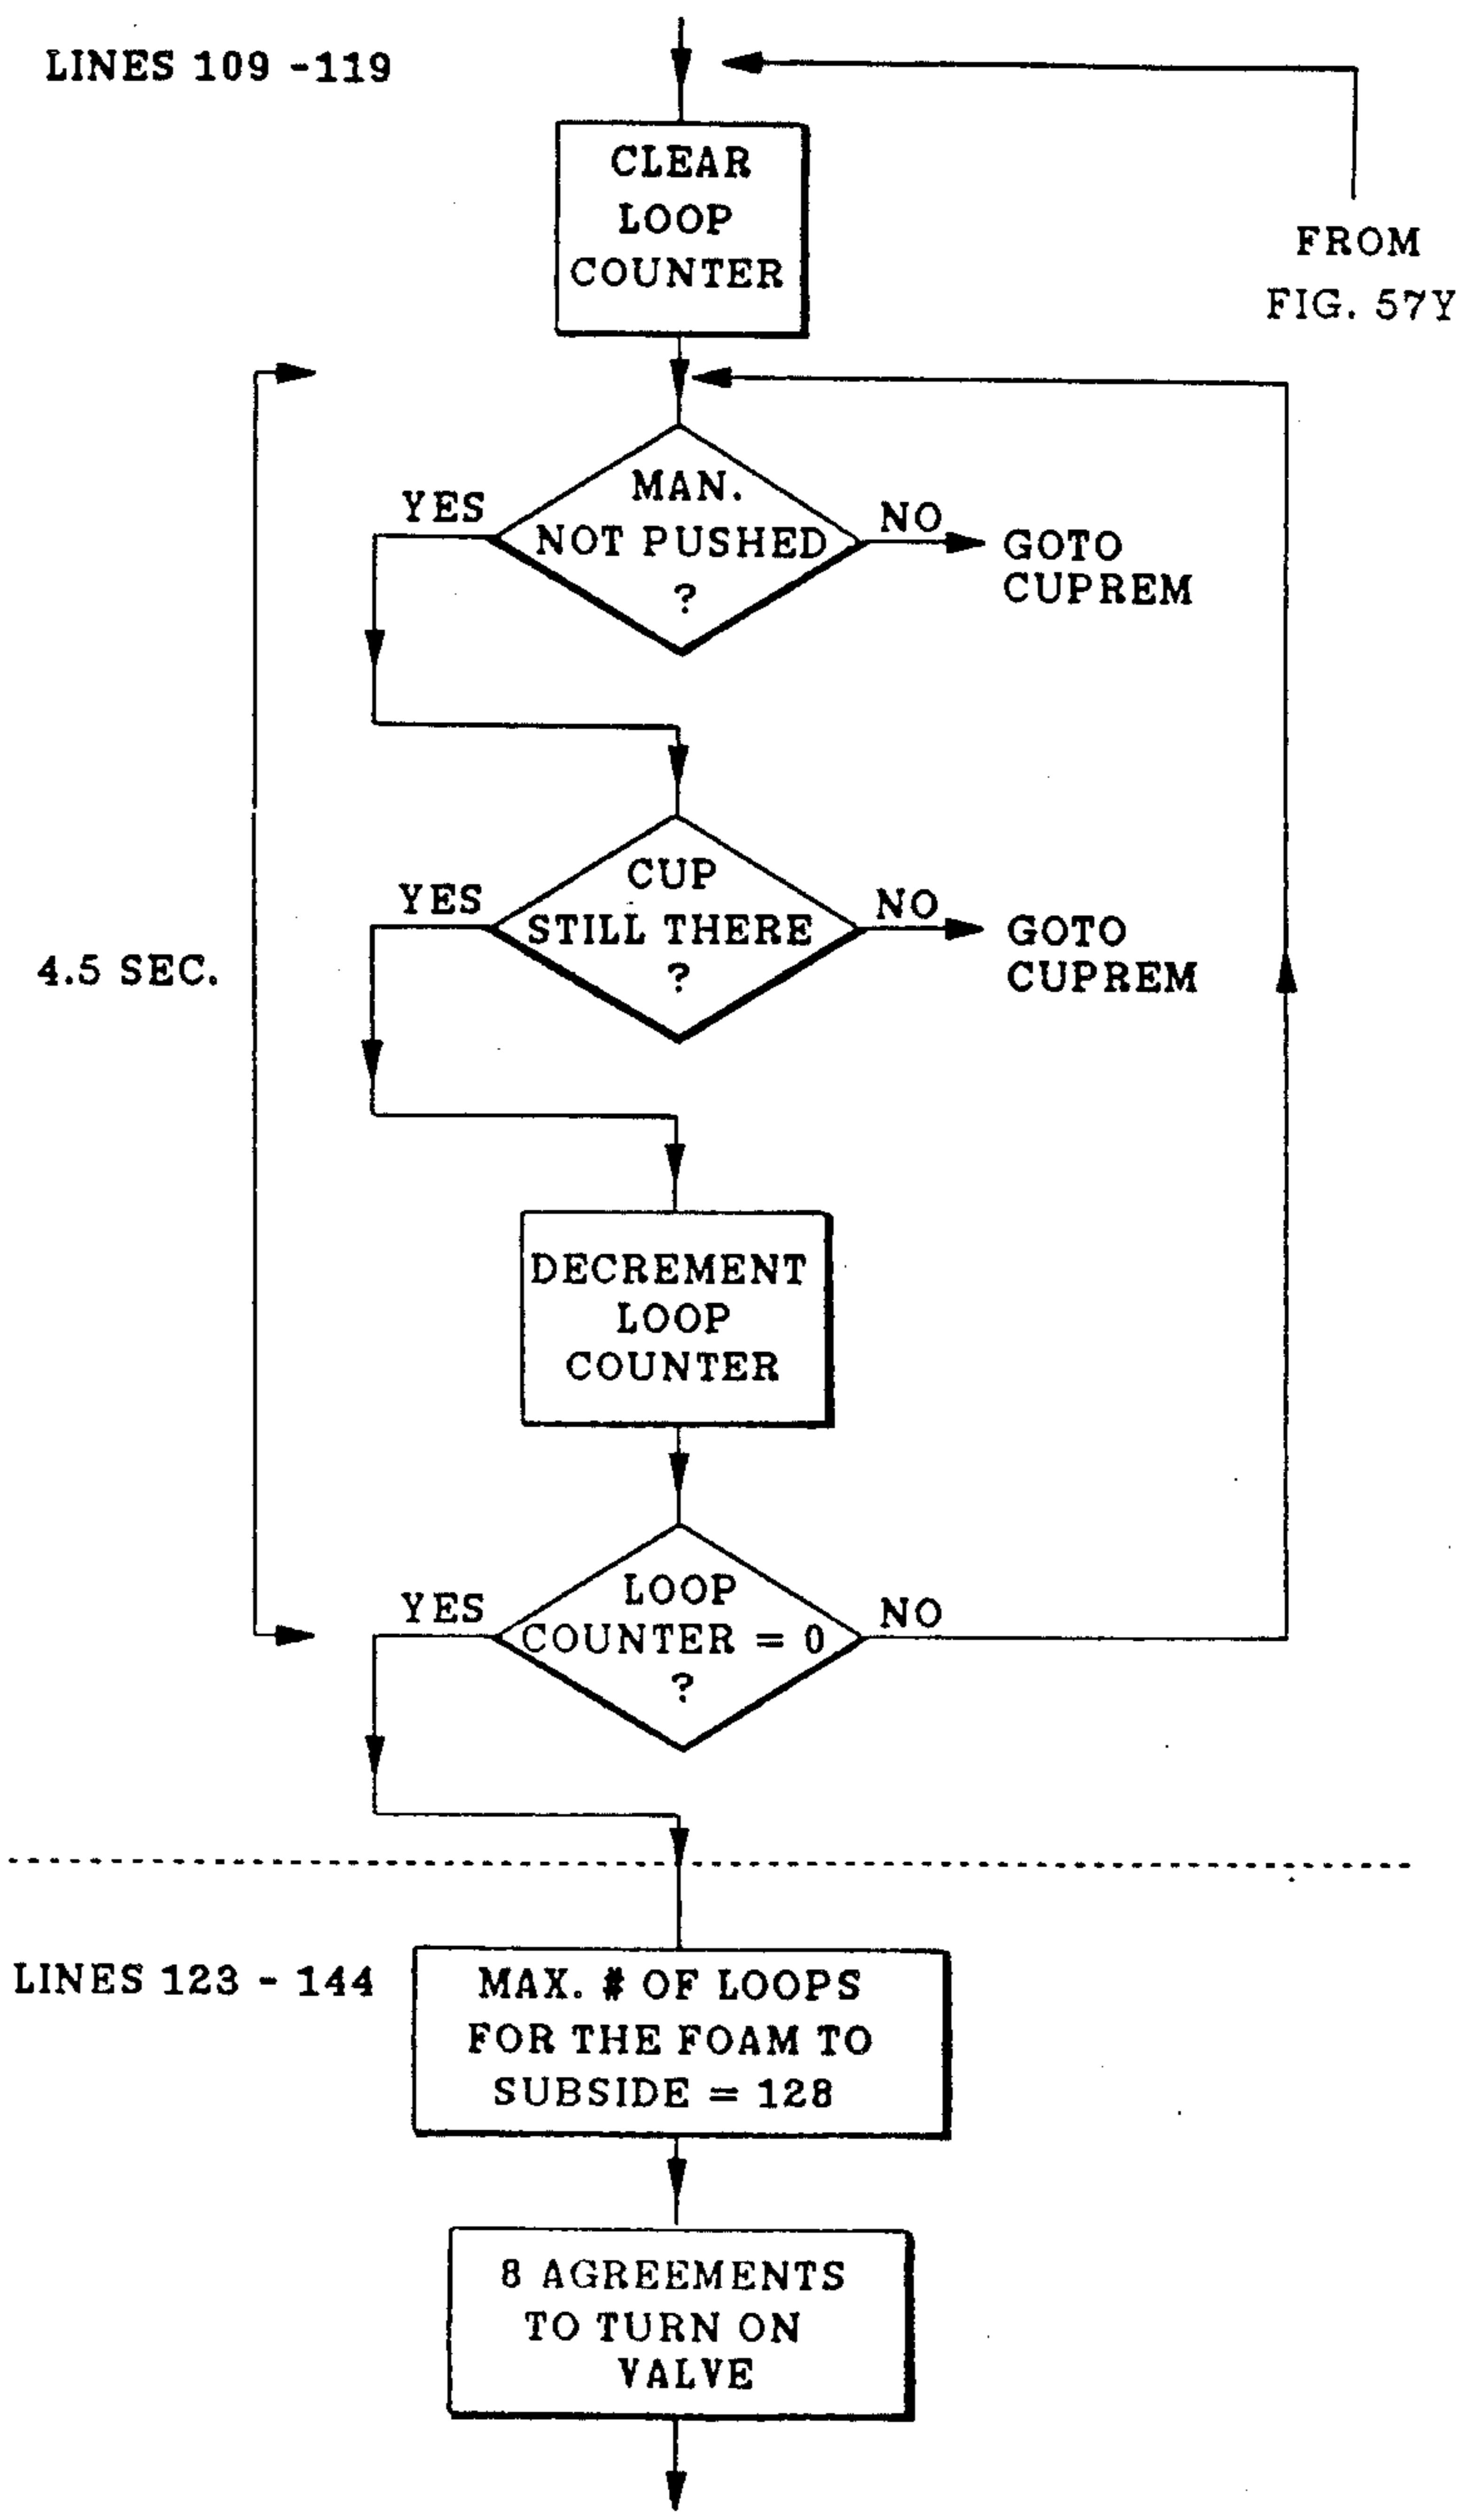 LINES 109 -119
CLEAR
LOOP
COUNTER
FROM
FIG. 57Y
MAN.
NOT PUSHED
?
YES
NO
GOTO
CUPREM
CUP
STILL THERE
?
YES
NO
GOTO
CUPREM
4.5 SEC.
DECREMENT
LOOP
COUNTER
LOOP
COUNTER = 0
?
YES
NO
LINES 123 - 144
MAX. # OF LOOPS
FOR THE FOAM TO
SUBSIDE = 128
8 AGREEMENTS
TO TURN ON
VALVE